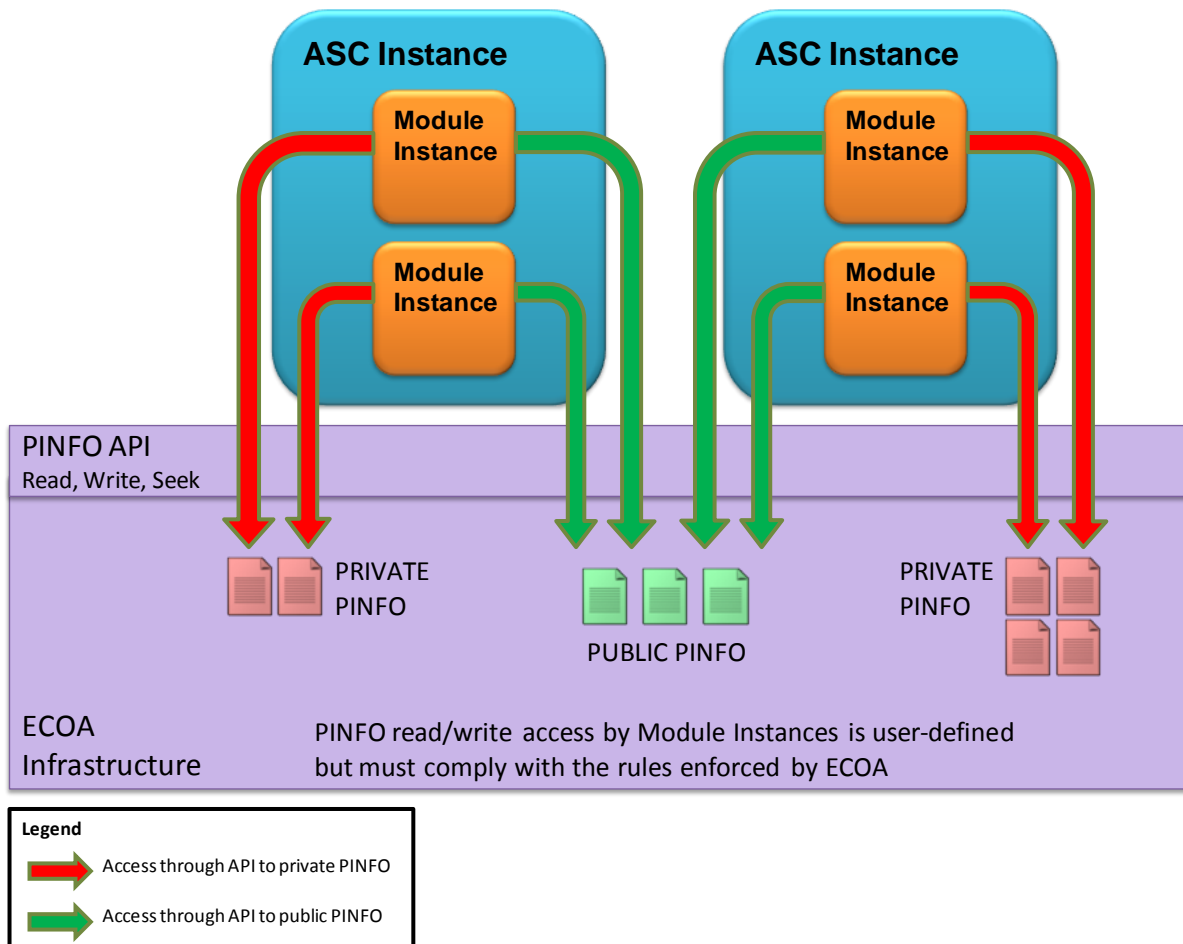 ASC Instance
Module
Instance
Module
Instance
ASC Instance
Module
Instance
Module
Instance
PINFO API
Read, Write, Seek
PRIVATE
PINFO
PUBLIC PINFO
PRIVATE
PINFO
ECOA
Infrastructure
PINFO read/write access by Module Instances is user-defined
but must comply with the rules enforced by ECOA
Legend
Access through API to private PINFO
Access through API to public PINFO